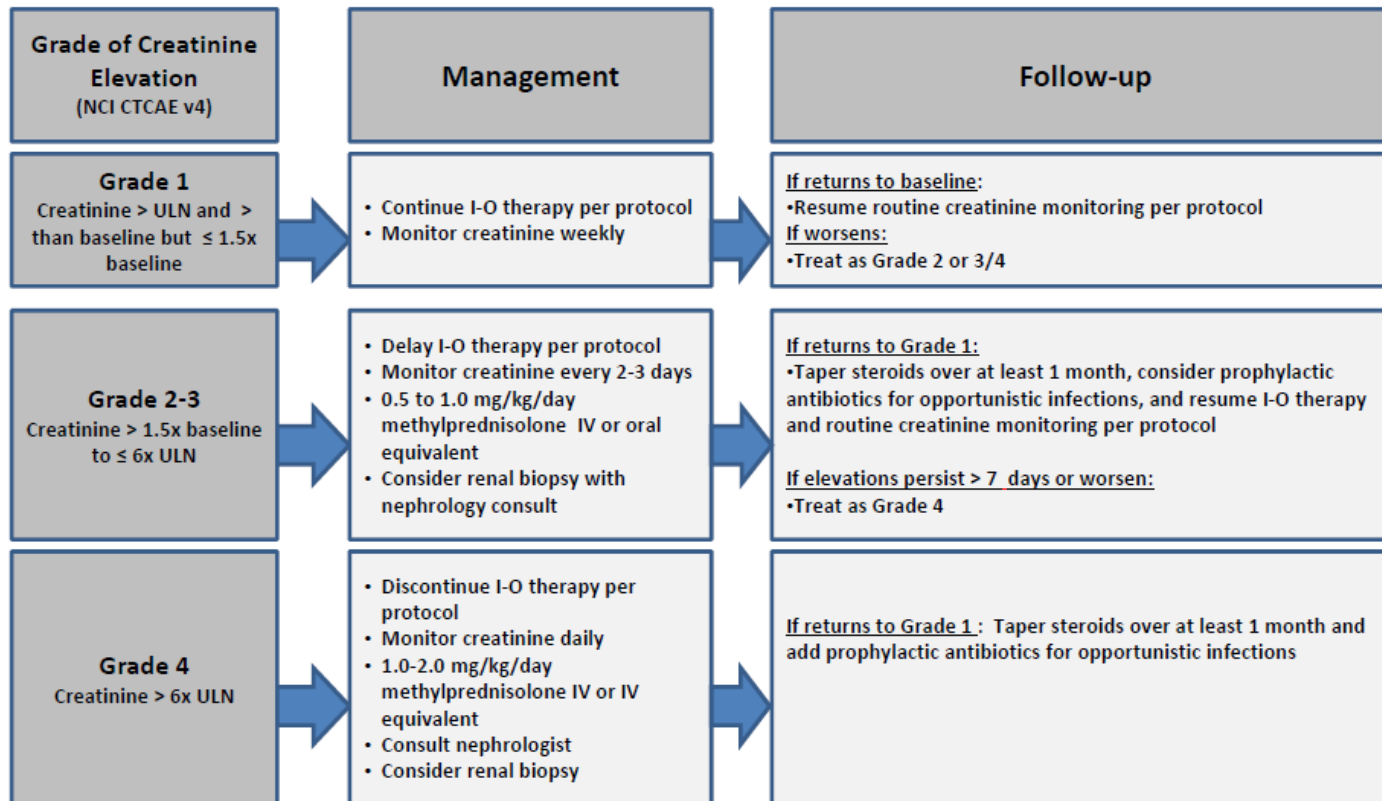 Grade of Creatinine
Elevation
(NCI CTCAE v4)
Management
Follow-up
Grade 1
Creatinine > ULN and >
than baseline but ≤ 1.5x
baseline
• Continue I-O therapy per protocol
• Monitor creatinine weekly
If returns to baseline:
•Resume routine creatinine monitoring per protocol
If worsens:
•Treat as Grade 2 or 3/4
Grade 2-3
Creatinine > 1.5x baseline
to ≤ 6x ULN
• Delay I-O therapy per protocol
• Monitor creatinine every 2-3 days
• 0.5 to 1.0 mg/kg/day
methylprednisolone IV or oral
equivalent
• Consider renal biopsy with
nephrology consult
If returns to Grade 1:
•Taper steroids over at least 1 month, consider prophylactic
antibiotics for opportunistic infections, and resume I-O therapy
and routine creatinine monitoring per protocol
If elevations persist > 7 days or worsen:
•Treat as Grade 4
Grade 4
Creatinine > 6x ULN
• Discontinue I-O therapy per
protocol
• Monitor creatinine daily
• 1.0-2.0 mg/kg/day
methylprednisolone IV or IV
equivalent
• Consult nephrologist
• Consider renal biopsy
If returns to Grade 1 : Taper steroids over at least 1 month and
add prophylactic antibiotics for opportunistic infections